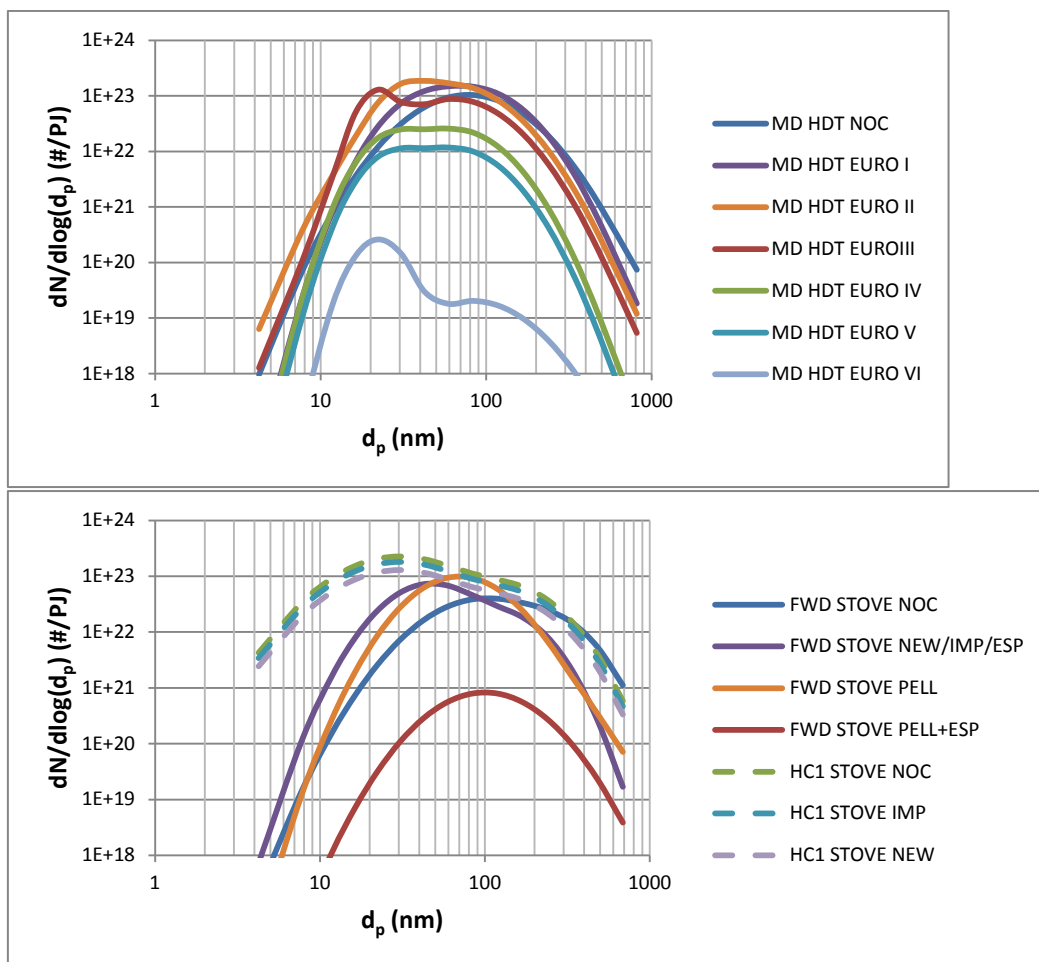 1E+24
1E+23
1E+22
1E+21
1E+20
1E+19
1E+18
dN/dlog(dp) (#/PJ)
1 10 100 1000
dp (nm)
MD HDT NOC
MD HDT EURO I
MD HDT EURO II
MD HDT EUROIII
MD HDT EURO IV
MD HDT EURO V
MD HDT EURO VI
1E+24
1E+23
1E+22
1E+21
1E+20
1E+19
1E+18
dN/dlog(dp) (#/PJ)
1 10 100 1000
dp (nm)
FWD STOVE NOC
FWD STOVE NEW/IMP/ESP
FWD STOVE PELL
FWD STOVE PELL+ESP
HC1 STOVE NOC
HC1 STOVE IMP
HC1 STOVE NEW